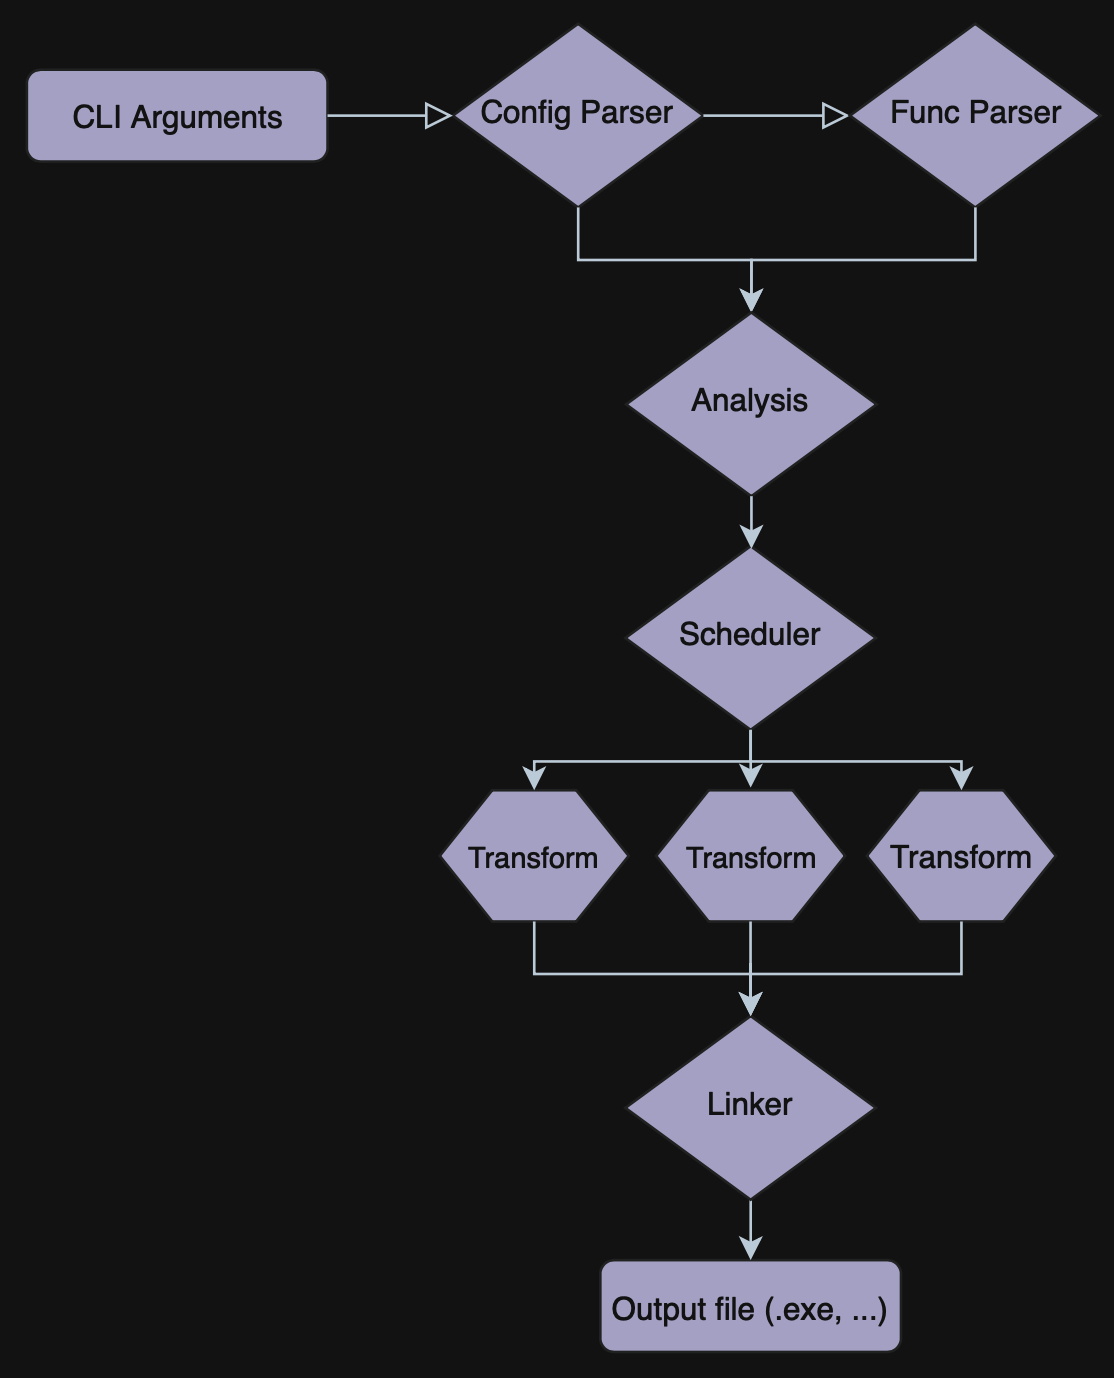 CLI Arguments
Config Parser
Func Parser
Analysis
Scheduler
Transform
Transform
Transform
Linker
Output file (.exe, ...)